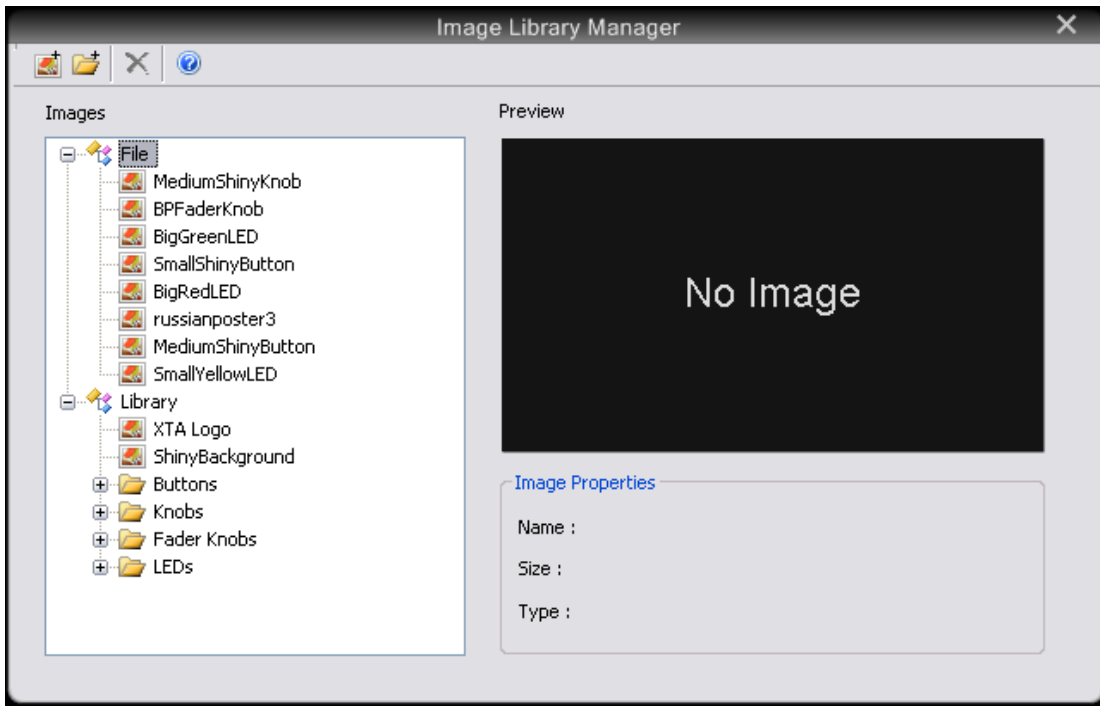 Image Library Manager
Images
Preview
File
MediumShinyKnob
BPFaderKnob
BigGreenLED
SmallShinyButton
BigRedLED
russianposter3
MediumShinyButton
SmallYellowLED
Library
XTA Logo
ShinyBackground
Buttons
Knobs
Fader Knobs
LEDs
No Image
Image Properties
Name :
Size :
Type :